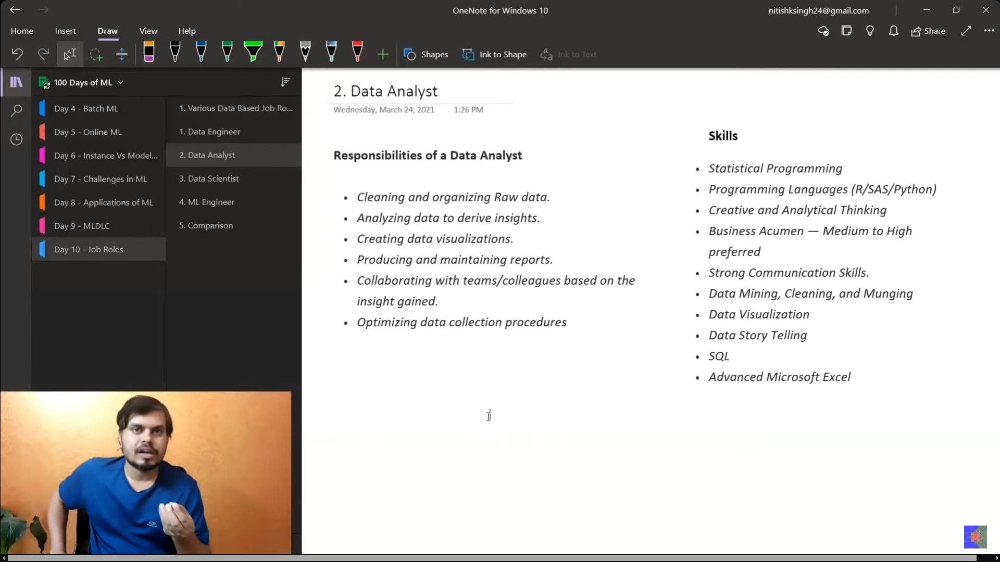 OneNote for Windows 10
nitishksingh24@gmail.com
Home
Insert
Draw
View
Help
Share
Shapes
Ink to Shape
Ink to Text
100 Days of ML
Day 4 - Batch ML
Day 5 - Online ML
Day 6 - Instance Vs Model...
Day 7 - Challenges in ML
Day 8 - Applications of ML
Day 9 - MLDLC
Day 10 - Job Roles
1. Various Data Based Job Ro...
1. Data Engineer
2. Data Analyst
3. Data Scientist
4. ML Engineer
5. Comparison
2. Data Analyst
Wednesday, March 24, 2021 1:26 PM
Responsibilities of a Data Analyst
• Cleaning and organizing Raw data.
• Analyzing data to derive insights.
• Creating data visualizations.
• Producing and maintaining reports.
• Collaborating with teams/colleagues based on the
insight gained.
• Optimizing data collection procedures
Skills
• Statistical Programming
• Programming Languages (R/SAS/Python)
• Creative and Analytical Thinking
• Business Acumen — Medium to High
preferred
• Strong Communication Skills.
• Data Mining, Cleaning, and Munging
• Data Visualization
• Data Story Telling
• SQL
• Advanced Microsoft Excel